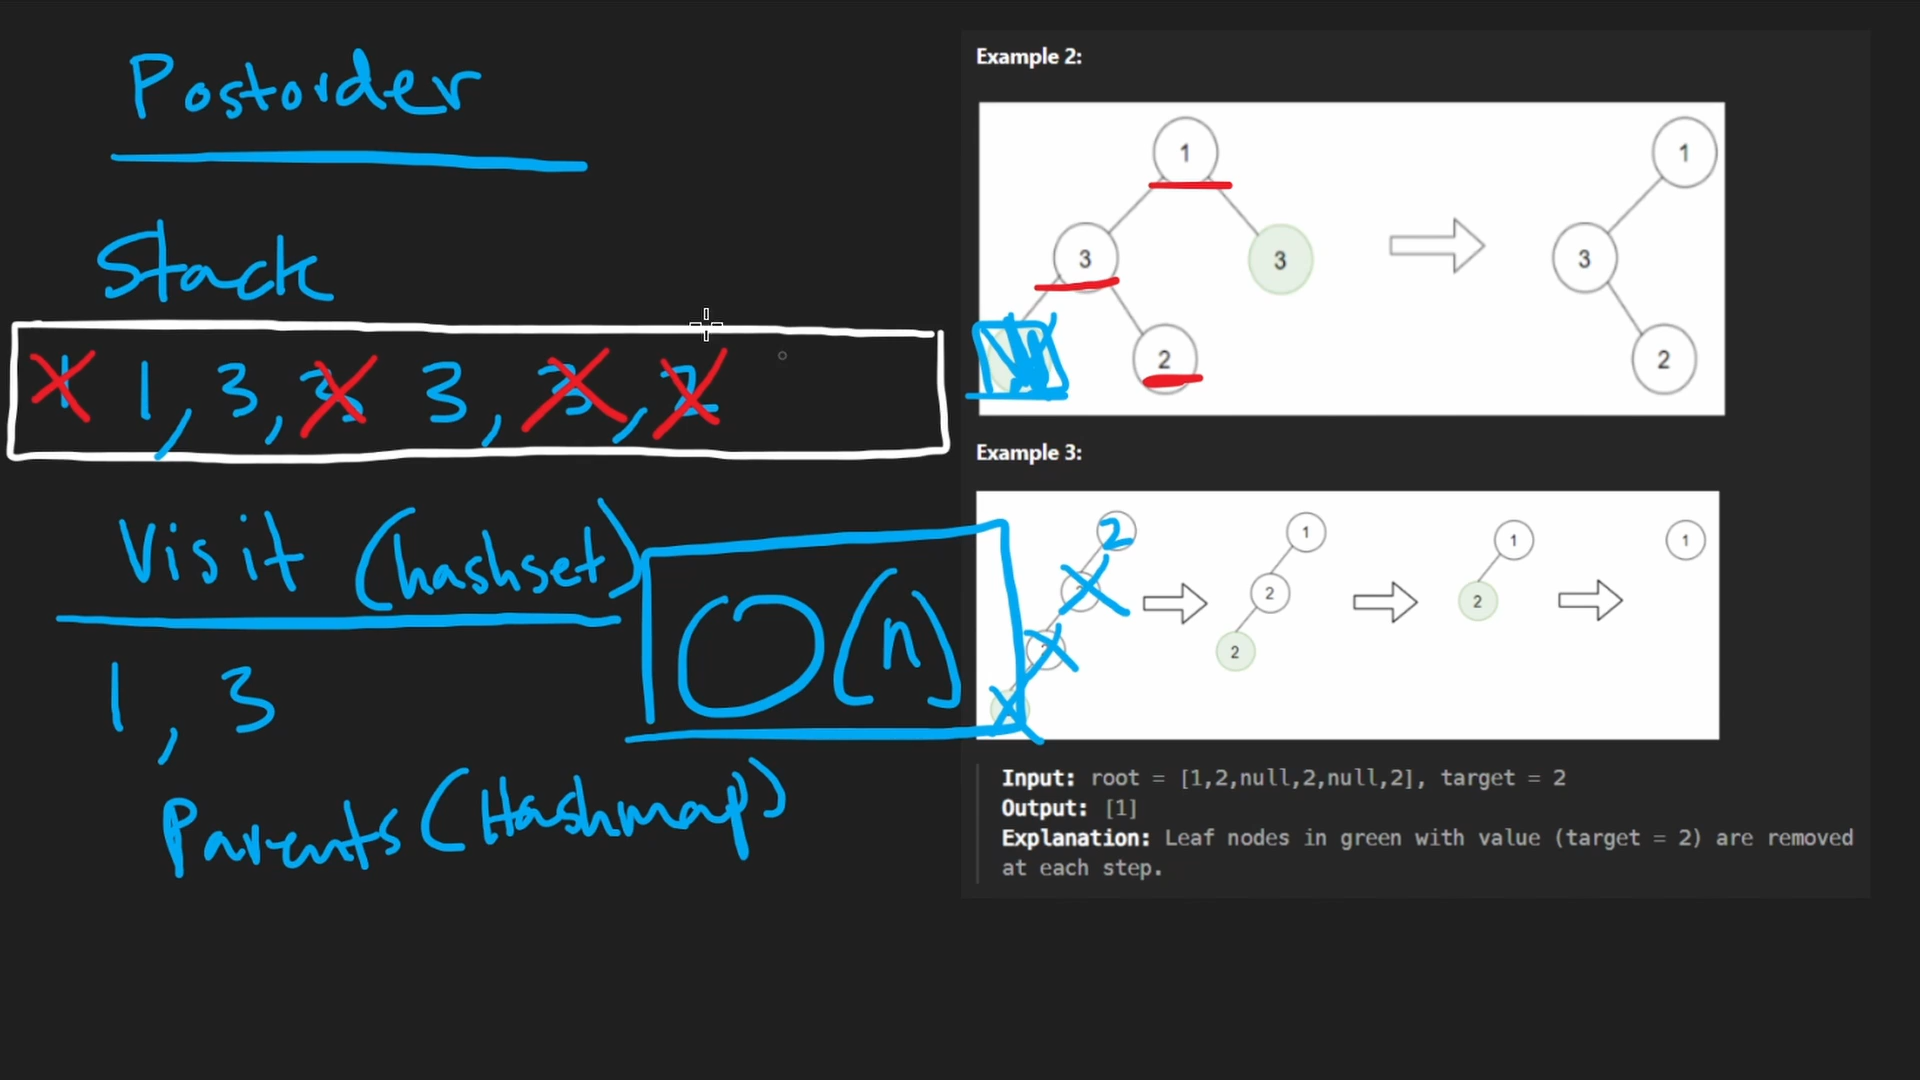 Postorder
Stack
1 1, 3, 3 3, 3, 2
Visit (hashset)
1, 3
O(n)
Parents (Hashmap)
Example 2:
1
3
3
2
1
3
2
Example 3:
2
1
2
2
1
2
1
Input: root = [1,2,null,2,null,2], target = 2
Output: [1]
Explanation: Leaf nodes in green with value (target = 2) are removed
at each step.